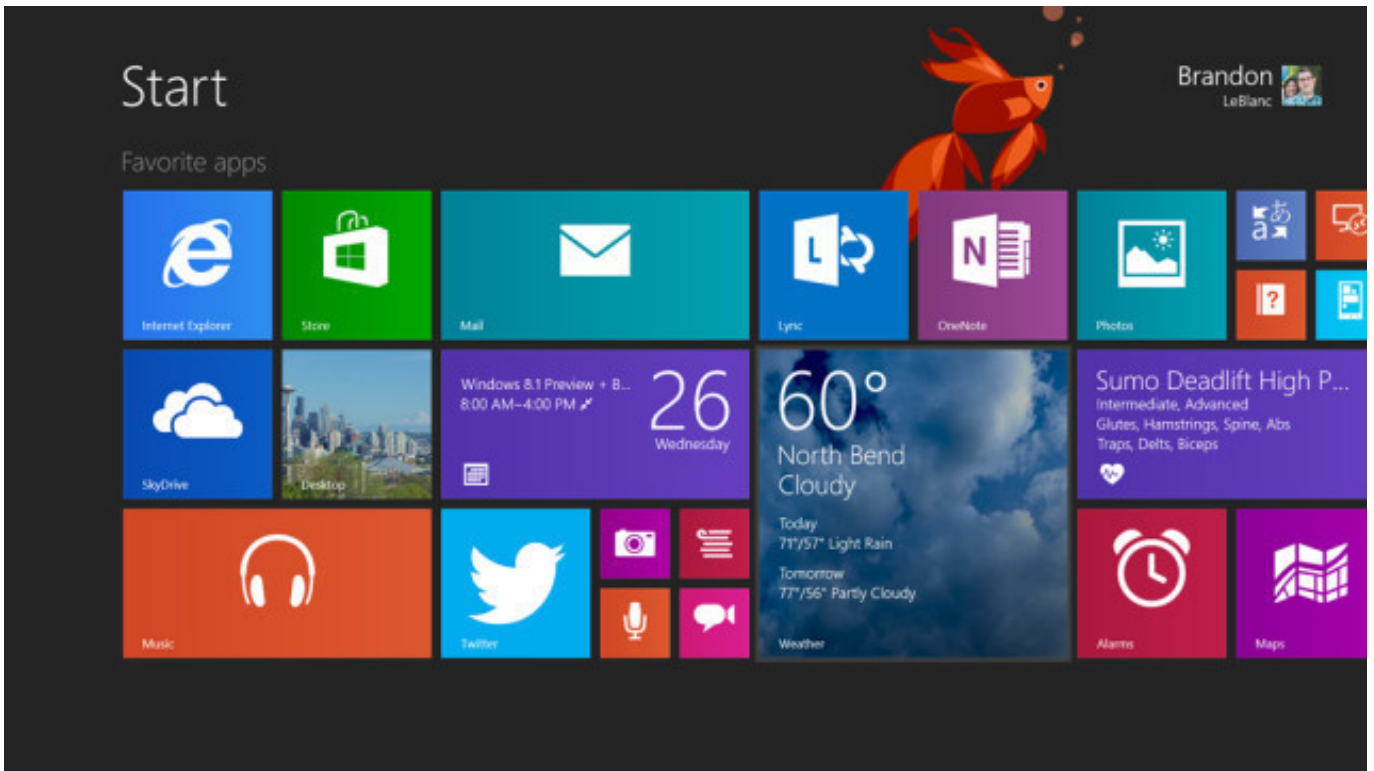 Start
Brandon
LeBlanc
Favorite apps
Internet Explorer
Store
Mail
L
Lync
N
OneNote
Photos
あ
a
?
SkyDrive
Desktop
Windows 8.1 Preview + B...
8:00 AM–4:00 PM
26
Wednesday
60°
North Bend
Cloudy
Today
71°/57° Light Rain
Tomorrow
77°/56° Partly Cloudy
Weather
Sumo Deadlift High P...
Intermediate, Advanced
Glutes, Hamstrings, Spine, Abs
Traps, Delts, Biceps
Music
Twitter
Alarms
Maps